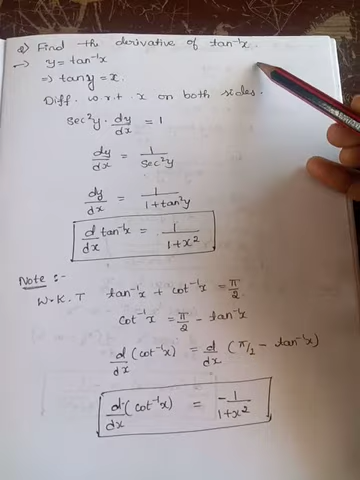 Q) Find the derivative of tan⁻¹x.
→ y = tan⁻¹x
⇒ tany = x.
Diff. w.r.t x on both sides.
sec²y . dy/dx = 1
dy/dx = 1/sec²y
dy/dx = 1/1+tan²y
d/dx tan⁻¹x = 1/1+x²
Note :-
W.K.T tan⁻¹x + cot⁻¹x = π/2
cot⁻¹x = π/2 - tan⁻¹x
d/dx (cot⁻¹x) = d/dx (π/2 - tan⁻¹x)
d/dx (cot⁻¹x) = -1/1+x²